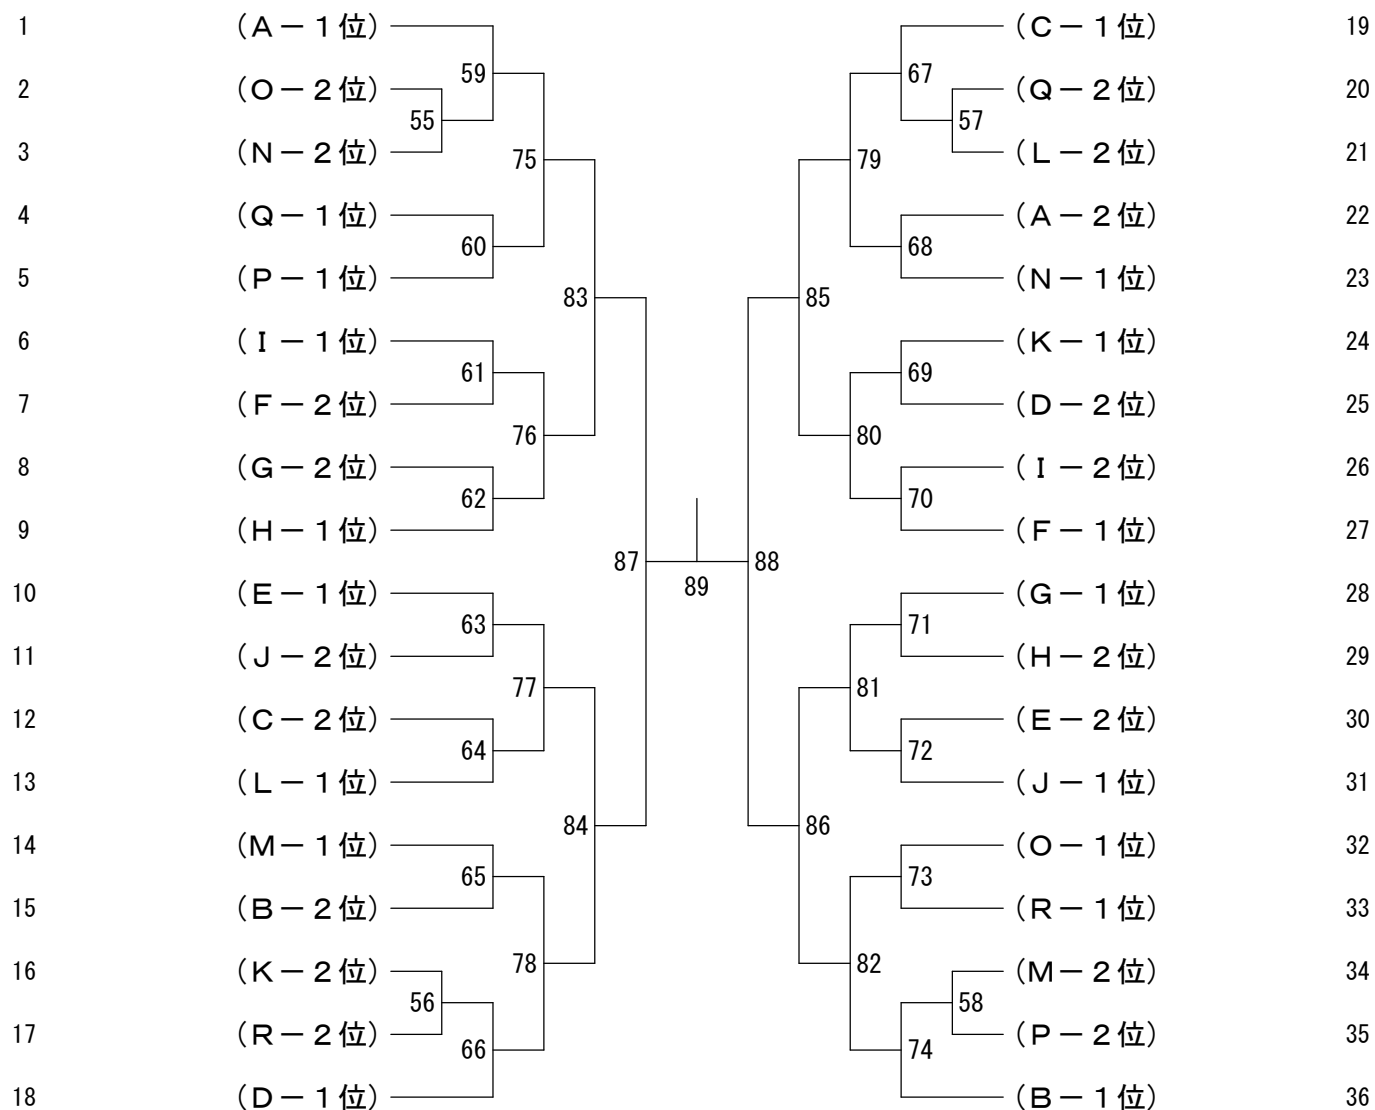 1 (A－1位) (C－1位) 19
59 67
2 (O－2位) (Q－2位) 20
55 57
3 (N－2位) (L－2位) 21
75 79
4 (Q－1位) (A－2位) 22
60 68
5 (P－1位) (N－1位) 23
83 85
6 (I－1位) (K－1位) 24
61 69
7 (F－2位) (D－2位) 25
76 80
8 (G－2位) (I－2位) 26
62 70
9 (H－1位) (F－1位) 27
87 88
89
10 (E－1位) (G－1位) 28
63 71
11 (J－2位) (H－2位) 29
77 81
12 (C－2位) (E－2位) 30
64 72
13 (L－1位) (J－1位) 31
84 86
14 (M－1位) (O－1位) 32
65 73
15 (B－2位) (R－1位) 33
78 82
16 (K－2位) (M－2位) 34
56 58
17 (R－2位) (P－2位) 35
66 74
18 (D－1位) (B－1位) 36